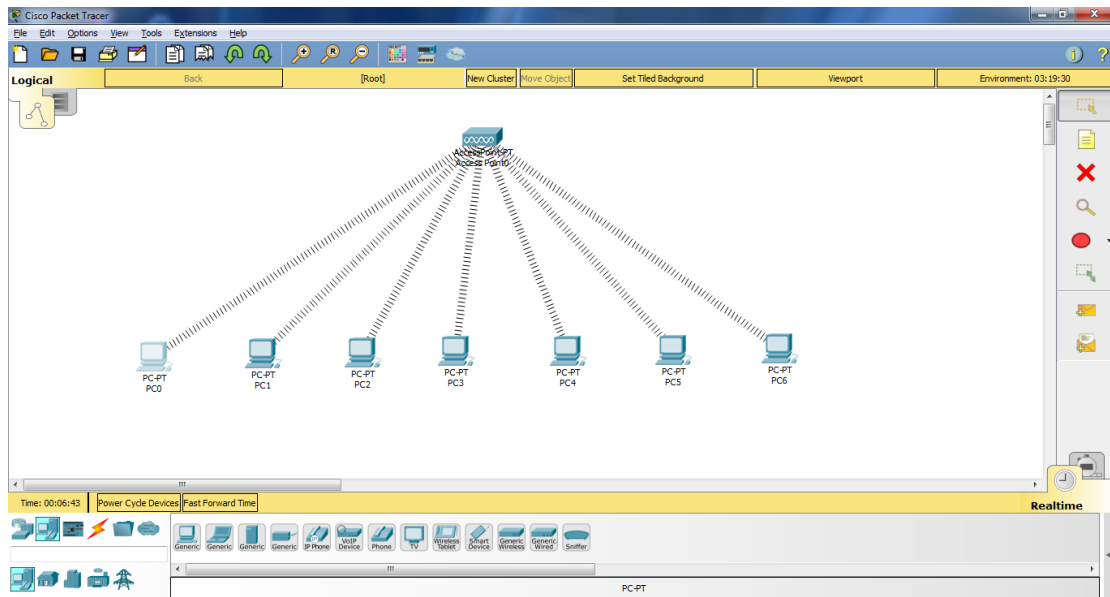 Cisco Packet Tracer
File Edit Options View Tools Extensions Help
Logical Back [Root] New Cluster Move Object Set Tiled Background Viewport Environment: 03:19:30
AccessPoint-PT
Access Point0
PC-PT
PC0
PC-PT
PC1
PC-PT
PC2
PC-PT
PC3
PC-PT
PC4
PC-PT
PC5
PC-PT
PC6
Time: 00:06:43 Power Cycle Devices Fast Forward Time Realtime
Generic Generic Generic Generic IP Phone VoIP Device Phone TV Wireless Tablet Smart Device Generic Wireless Generic Wired Sniffer
PC-PT